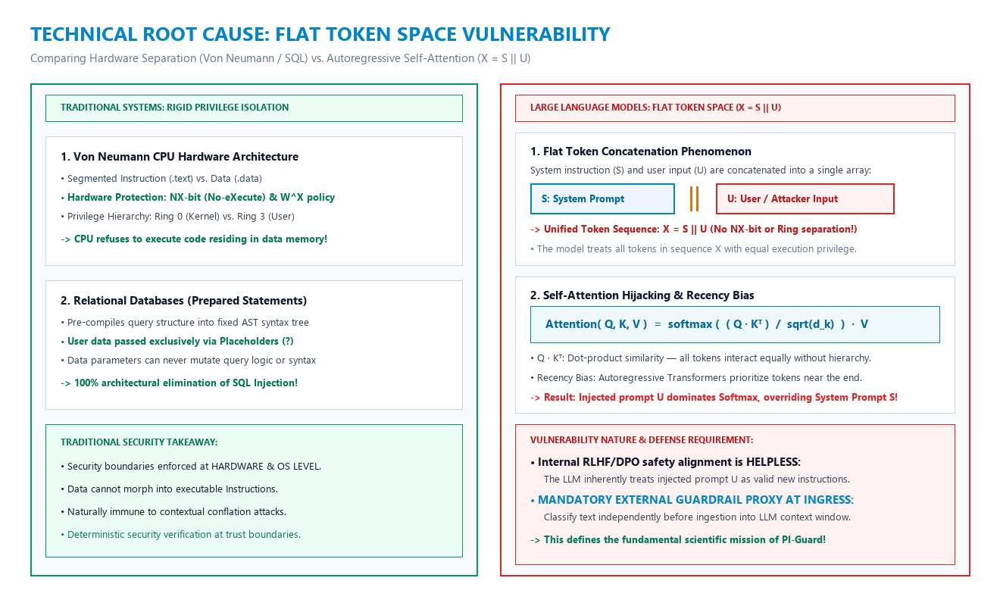 TECHNICAL ROOT CAUSE: FLAT TOKEN SPACE VULNERABILITY
Comparing Hardware Separation (Von Neumann / SQL) vs. Autoregressive Self-Attention (X = S || U)
TRADITIONAL SYSTEMS: RIGID PRIVILEGE ISOLATION
1. Von Neumann CPU Hardware Architecture
• Segmented Instruction (.text) vs. Data (.data)
• Hardware Protection: NX-bit (No-eXecute) & W^X policy
• Privilege Hierarchy: Ring 0 (Kernel) vs. Ring 3 (User)
-> CPU refuses to execute code residing in data memory!
2. Relational Databases (Prepared Statements)
• Pre-compiles query structure into fixed AST syntax tree
• User data passed exclusively via Placeholders (?)
• Data parameters can never mutate query logic or syntax
-> 100% architectural elimination of SQL Injection!
TRADITIONAL SECURITY TAKEAWAY:
• Security boundaries enforced at HARDWARE & OS LEVEL.
• Data cannot morph into executable Instructions.
• Naturally immune to contextual conflation attacks.
• Deterministic security verification at trust boundaries.
LARGE LANGUAGE MODELS: FLAT TOKEN SPACE (X = S || U)
1. Flat Token Concatenation Phenomenon
System instruction (S) and user input (U) are concatenated into a single array:
S: System Prompt || U: User / Attacker Input
-> Unified Token Sequence: X = S || U (No NX-bit or Ring separation!)
• The model treats all tokens in sequence X with equal execution privilege.
2. Self-Attention Hijacking & Recency Bias
Attention( Q, K, V ) = softmax ( ( Q · Kᵀ ) / sqrt(d_k) ) · V
• Q · Kᵀ: Dot-product similarity — all tokens interact equally without hierarchy.
• Recency Bias: Autoregressive Transformers prioritize tokens near the end.
-> Result: Injected prompt U dominates Softmax, overriding System Prompt S!
VULNERABILITY NATURE & DEFENSE REQUIREMENT:
• Internal RLHF/DPO safety alignment is HELPLESS:
The LLM inherently treats injected prompt U as valid new instructions.
• MANDATORY EXTERNAL GUARDRAIL PROXY AT INGRESS:
Classify text independently before ingestion into LLM context window.
-> This defines the fundamental scientific mission of PI-Guard!